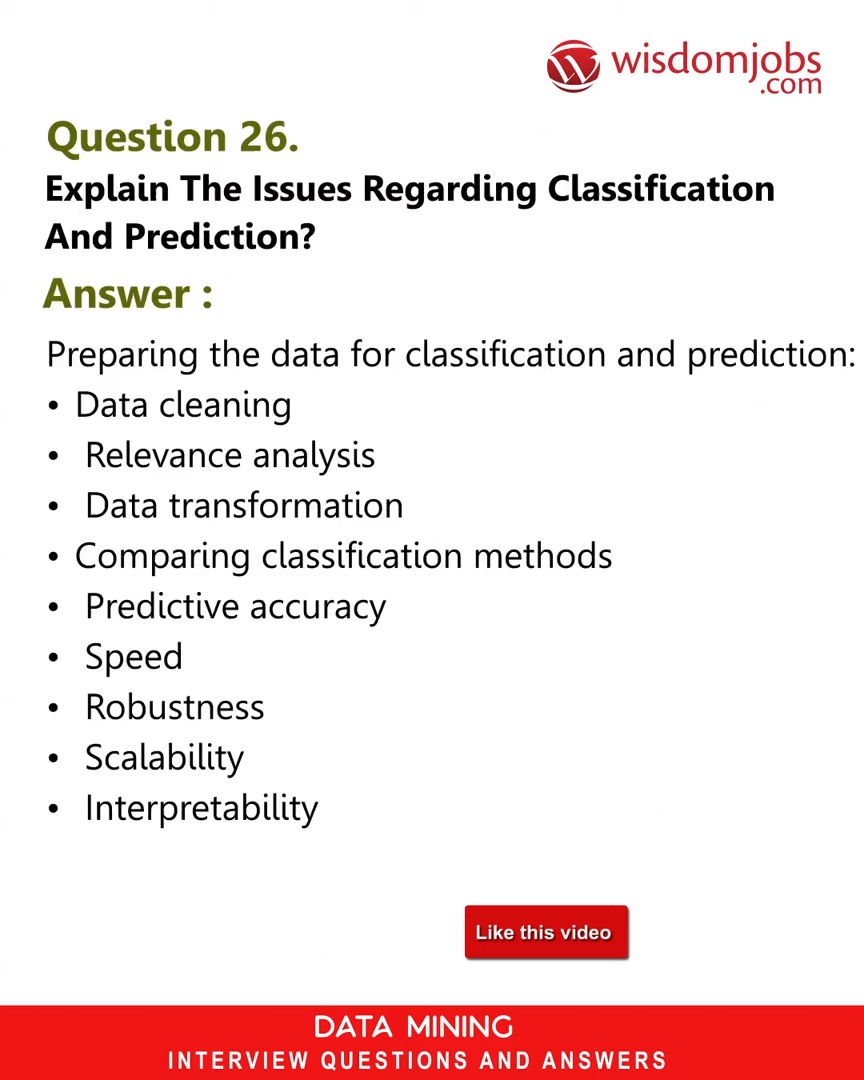 wisdomjobs
.com
Question 26.
Explain The Issues Regarding Classification
And Prediction?
Answer :
Preparing the data for classification and prediction:
• Data cleaning
• Relevance analysis
• Data transformation
• Comparing classification methods
• Predictive accuracy
• Speed
• Robustness
• Scalability
• Interpretability
Like this video
DATA MINING
INTERVIEW QUESTIONS AND ANSWERS